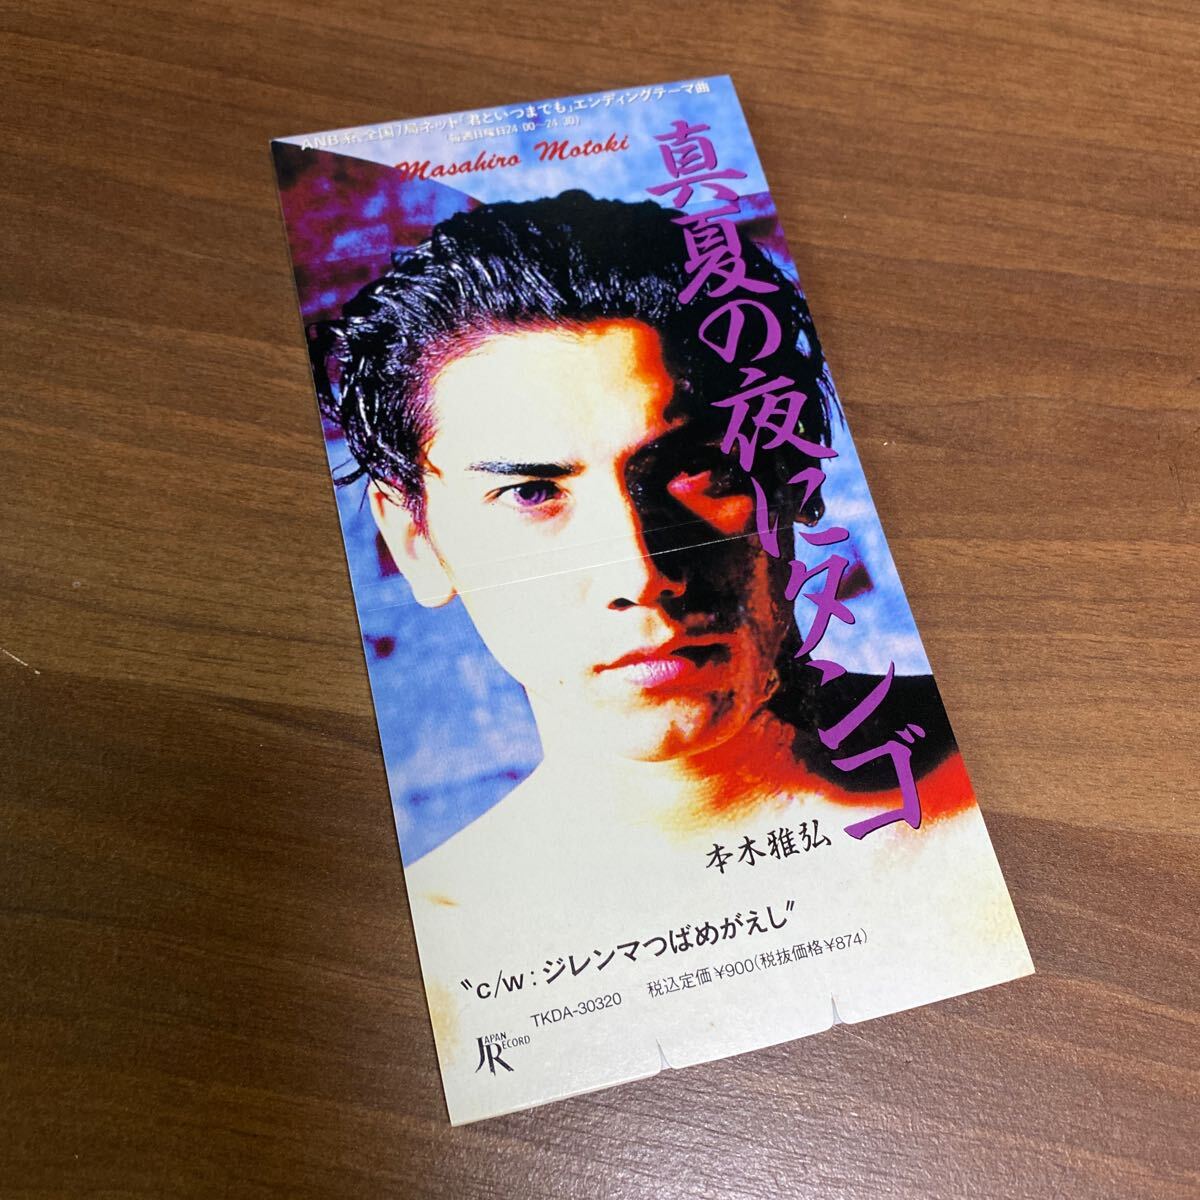 ANB系、全国7局ネット「君といつまでも」エンディングテーマ曲
(毎週日曜日24:00〜24:30)
Masahiro Motoki
真夏の夜にタンゴ
本木雅弘
"c/w:ジレンマつばめがえし"
TKDA-30320 税込定価¥900(税抜価格¥874)
JAPAN RECORD